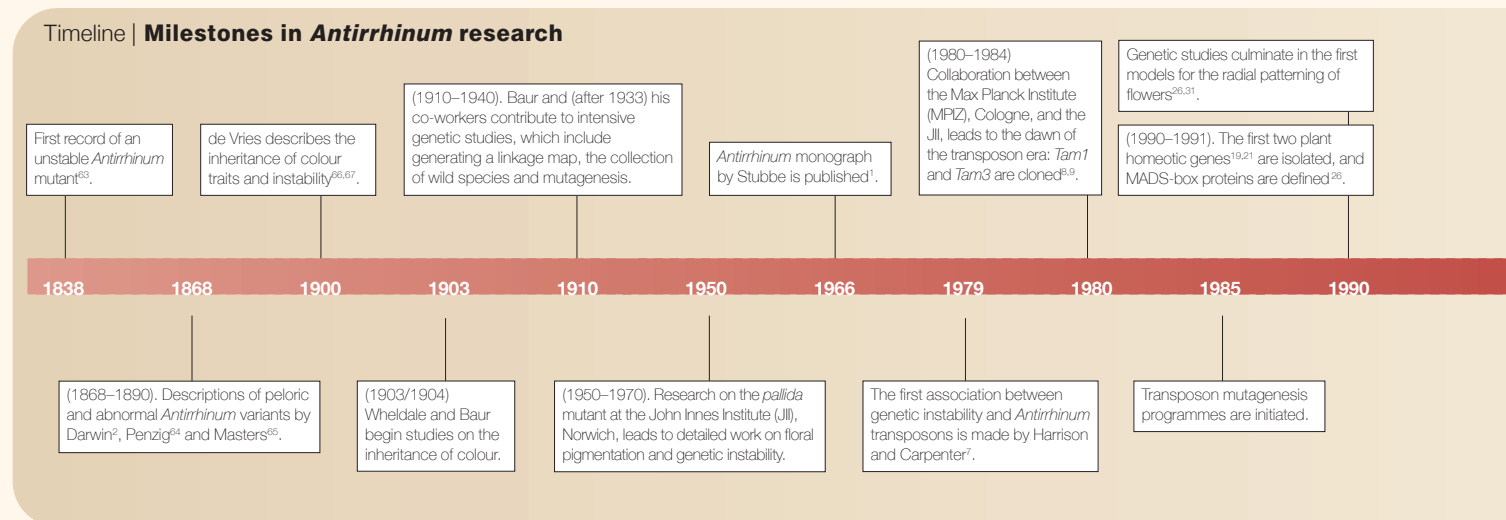 Timeline | Milestones in Antirrhinum research
First record of an
unstable Antirrhinum
mutant63.
de Vries describes the
inheritance of colour
traits and instability66,67.
(1910–1940). Baur and (after 1933) his
co-workers contribute to intensive
genetic studies, which include
generating a linkage map, the collection
of wild species and mutagenesis.
Antirrhinum monograph
by Stubbe is published1.
(1980–1984)
Collaboration between
the Max Planck Institute
(MPIZ), Cologne, and the
JII, leads to the dawn of
the transposon era: Tam1
and Tam3 are cloned8,9.
Genetic studies culminate in the first
models for the radial patterning of
flowers26,31.
(1990–1991). The first two plant
homeotic genes19,21 are isolated, and
MADS-box proteins are defined26.
1838 1868 1900 1903 1910 1950 1966 1979 1980 1985 1990
(1868–1890). Descriptions of peloric
and abnormal Antirrhinum variants by
Darwin2, Penzig64 and Masters65.
(1903/1904)
Wheldale and Baur
begin studies on the
inheritance of colour.
(1950–1970). Research on the pallida
mutant at the John Innes Institute (JII),
Norwich, leads to detailed work on floral
pigmentation and genetic instability.
The first association between
genetic instability and Antirrhinum
transposons is made by Harrison
and Carpenter7.
Transposon mutagenesis
programmes are initiated.